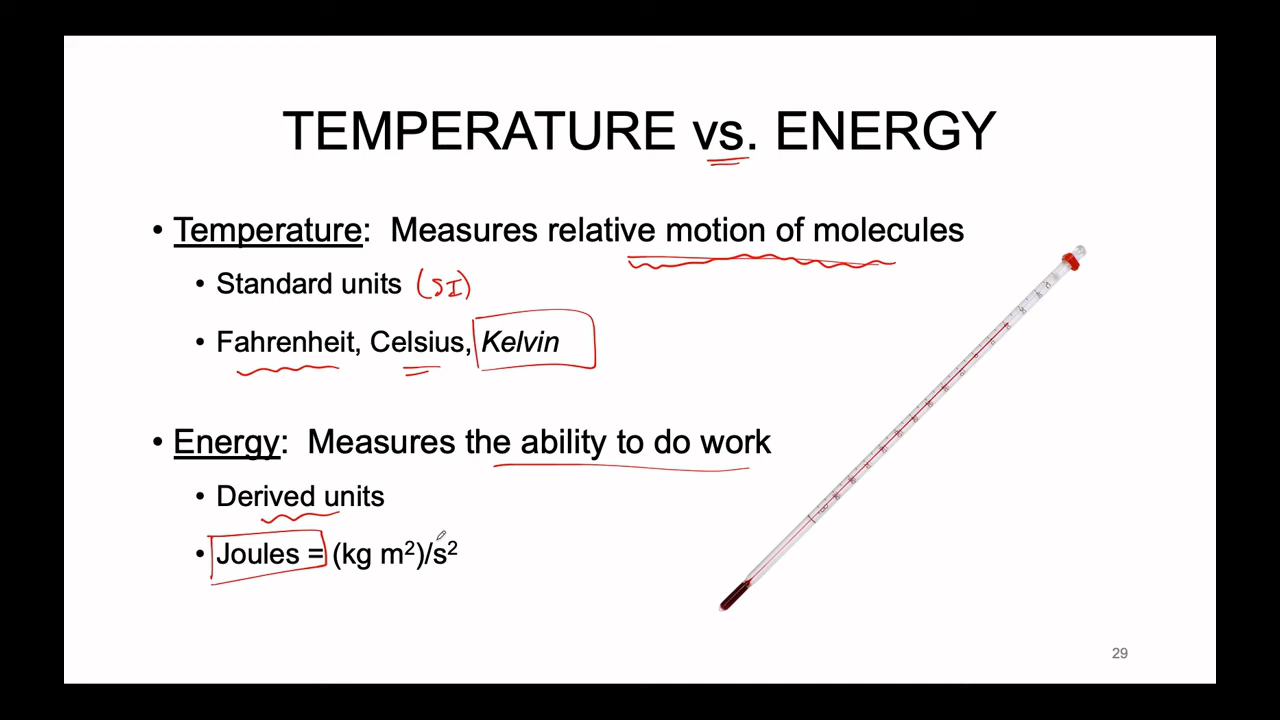 TEMPERATURE vs. ENERGY
• Temperature: Measures relative motion of molecules
• Standard units (SI)
• Fahrenheit, Celsius, Kelvin
• Energy: Measures the ability to do work
• Derived units
• Joules = (kg m²)/s²
29